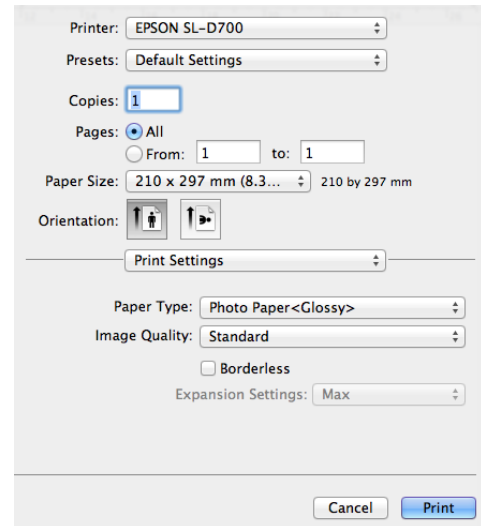 Printer: EPSON SL-D700
Presets: Default Settings
Copies: 1
Pages: All
From: 1 to: 1
Paper Size: 210 x 297 mm (8.3... 210 by 297 mm
Orientation:
Print Settings
Paper Type: Photo Paper<Glossy>
Image Quality: Standard
Borderless
Expansion Settings: Max
Cancel Print